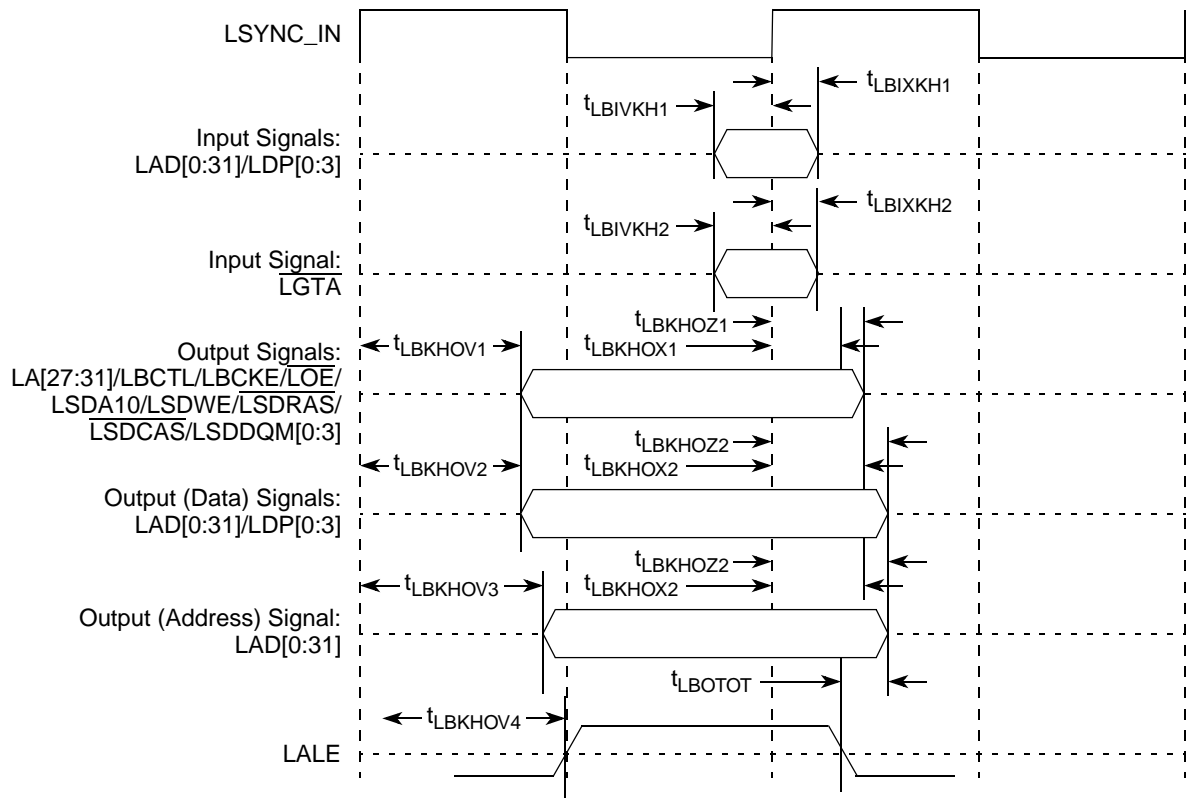 LSYNC_IN
tLBIXKH1
tLBIVKH1
Input Signals:
LAD[0:31]/LDP[0:3]
tLBIXKH2
tLBIVKH2
Input Signal:
LGTA
tLBKHOZ1
tLBKHOV1
tLBKHOX1
Output Signals:
LA[27:31]/LBCTL/LBCKE/LOE/
LSDA10/LSDWE/LSDRAS/
LSDCAS/LSDDQM[0:3]
tLBKHOZ2
tLBKHOV2
tLBKHOX2
Output (Data) Signals:
LAD[0:31]/LDP[0:3]
tLBKHOZ2
tLBKHOV3
tLBKHOX2
Output (Address) Signal:
LAD[0:31]
tLBOTOT
tLBKHOV4
LALE